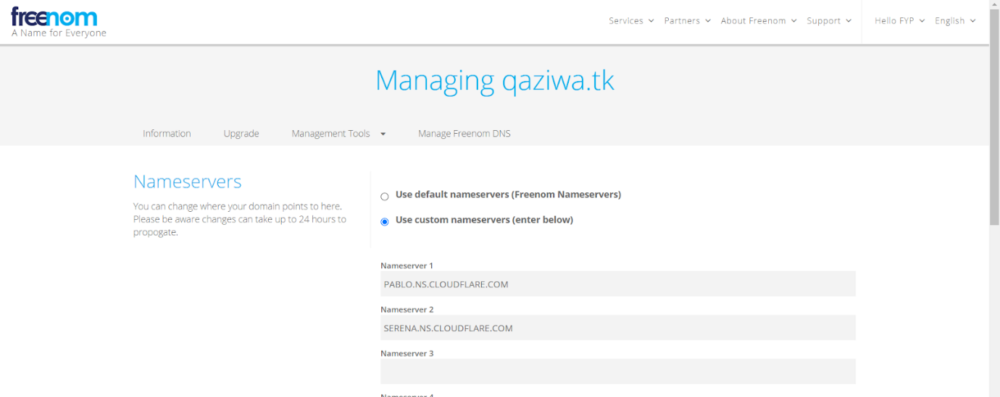 freenom
A Name for Everyone
Services Partners About Freenom Support Hello FYP English
Managing qaziwa.tk
Information Upgrade Management Tools Manage Freenom DNS
Nameservers
You can change where your domain points to here.
Please be aware changes can take up to 24 hours to
propogate.
Use default nameservers (Freenom Nameservers)
Use custom nameservers (enter below)
Nameserver 1
PABLO.NS.CLOUDFLARE.COM
Nameserver 2
SERENA.NS.CLOUDFLARE.COM
Nameserver 3
Nameserver 4